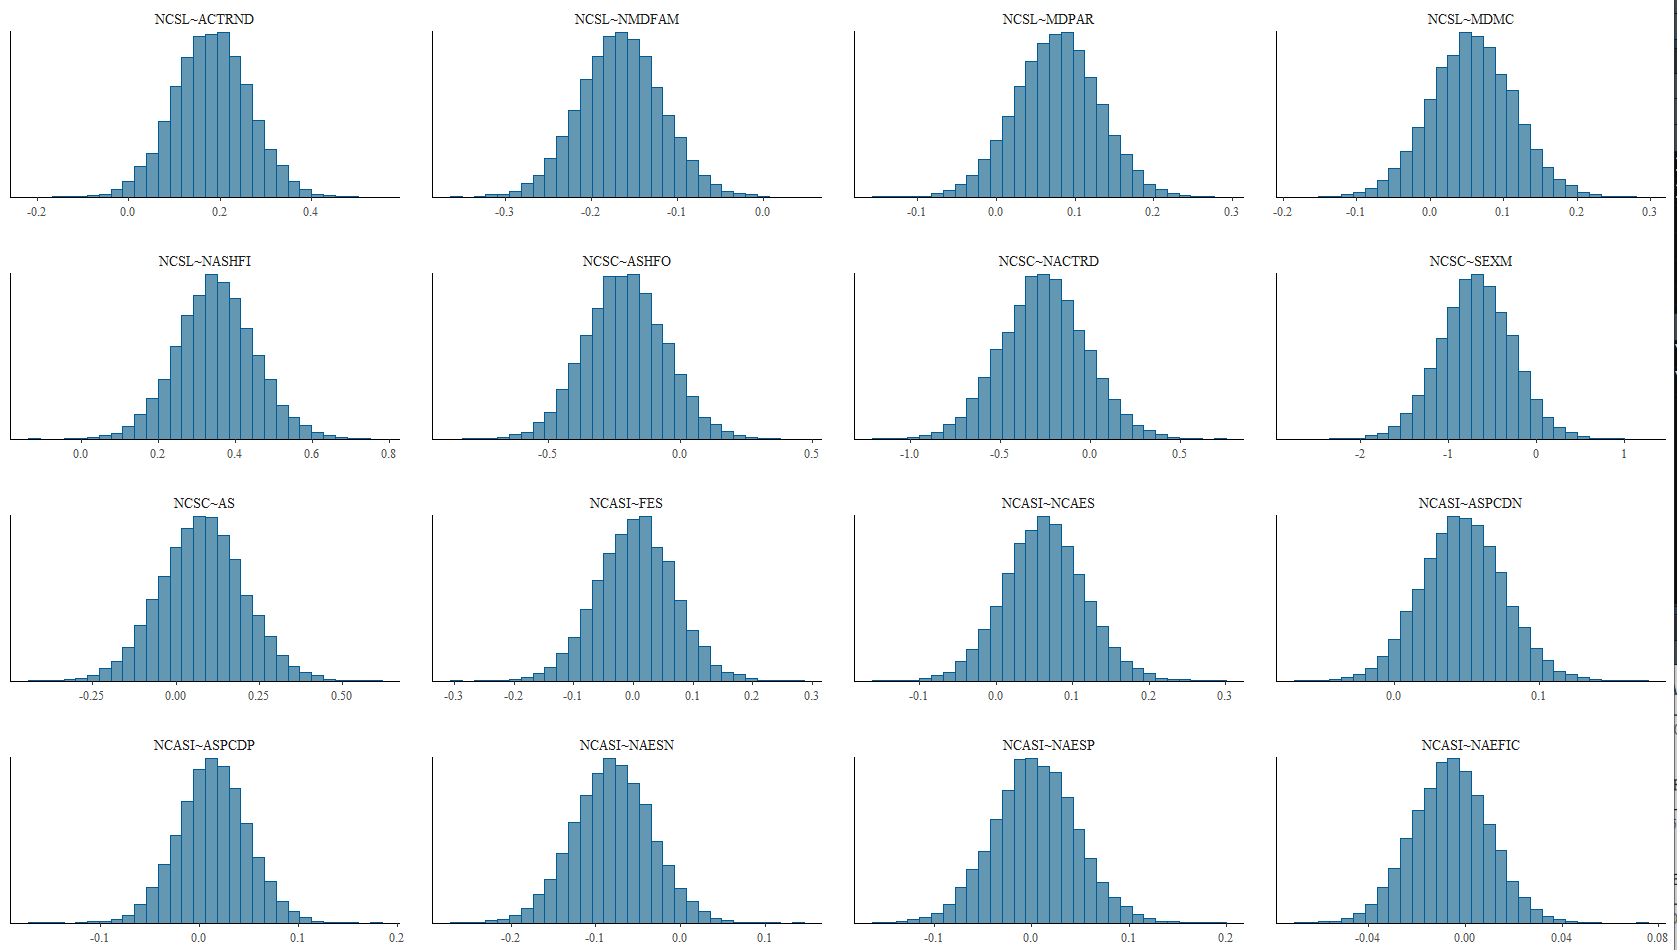 NCSL~ACTRND NCSL~NMDFAM NCSL~MDPAR NCSL~MDMC
-0.2 0.0 0.2 0.4 -0.3 -0.2 -0.1 0.0 -0.1 0.0 0.1 0.2 0.3 -0.2 -0.1 0.0 0.1 0.2 0.3
NCSL~NASHFI NCSC~ASHFO NCSC~NACTRD NCSC~SEXM
0.0 0.2 0.4 0.6 0.8 -0.5 0.0 0.5 -1.0 -0.5 0.0 0.5 -2 -1 0 1
NCSC~AS NCASI~FES NCASI~NCAES NCASI~ASPCDN
-0.25 0.00 0.25 0.50 -0.3 -0.2 -0.1 0.0 0.1 0.2 0.3 -0.1 0.0 0.1 0.2 0.3 0.0 0.1
NCASI~ASPCDP NCASI~NAESN NCASI~NAESP NCASI~NAEFIC
-0.1 0.0 0.1 0.2 -0.2 -0.1 0.0 0.1 -0.1 0.0 0.1 0.2 -0.04 0.00 0.04 0.08